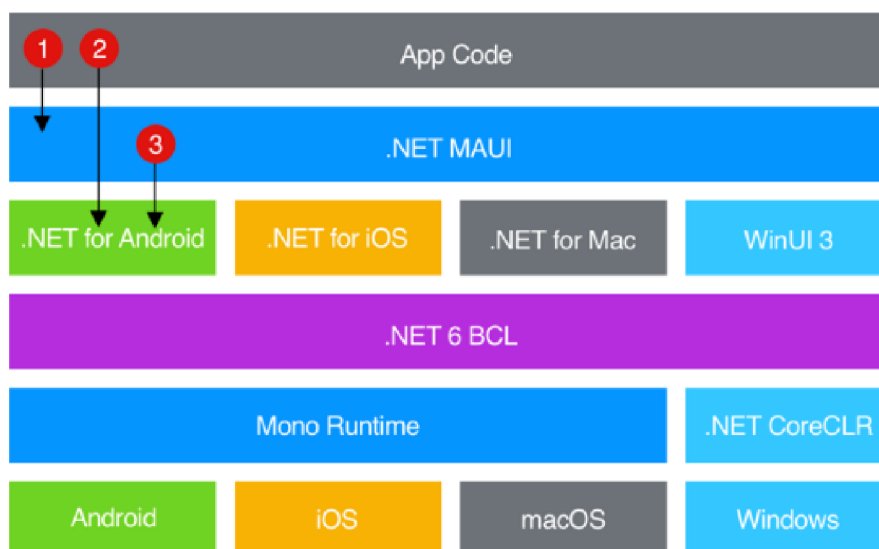 1 2 App Code
3 .NET MAUI
.NET for Android .NET for iOS .NET for Mac WinUI 3
.NET 6 BCL
Mono Runtime .NET CoreCLR
Android iOS macOS Windows